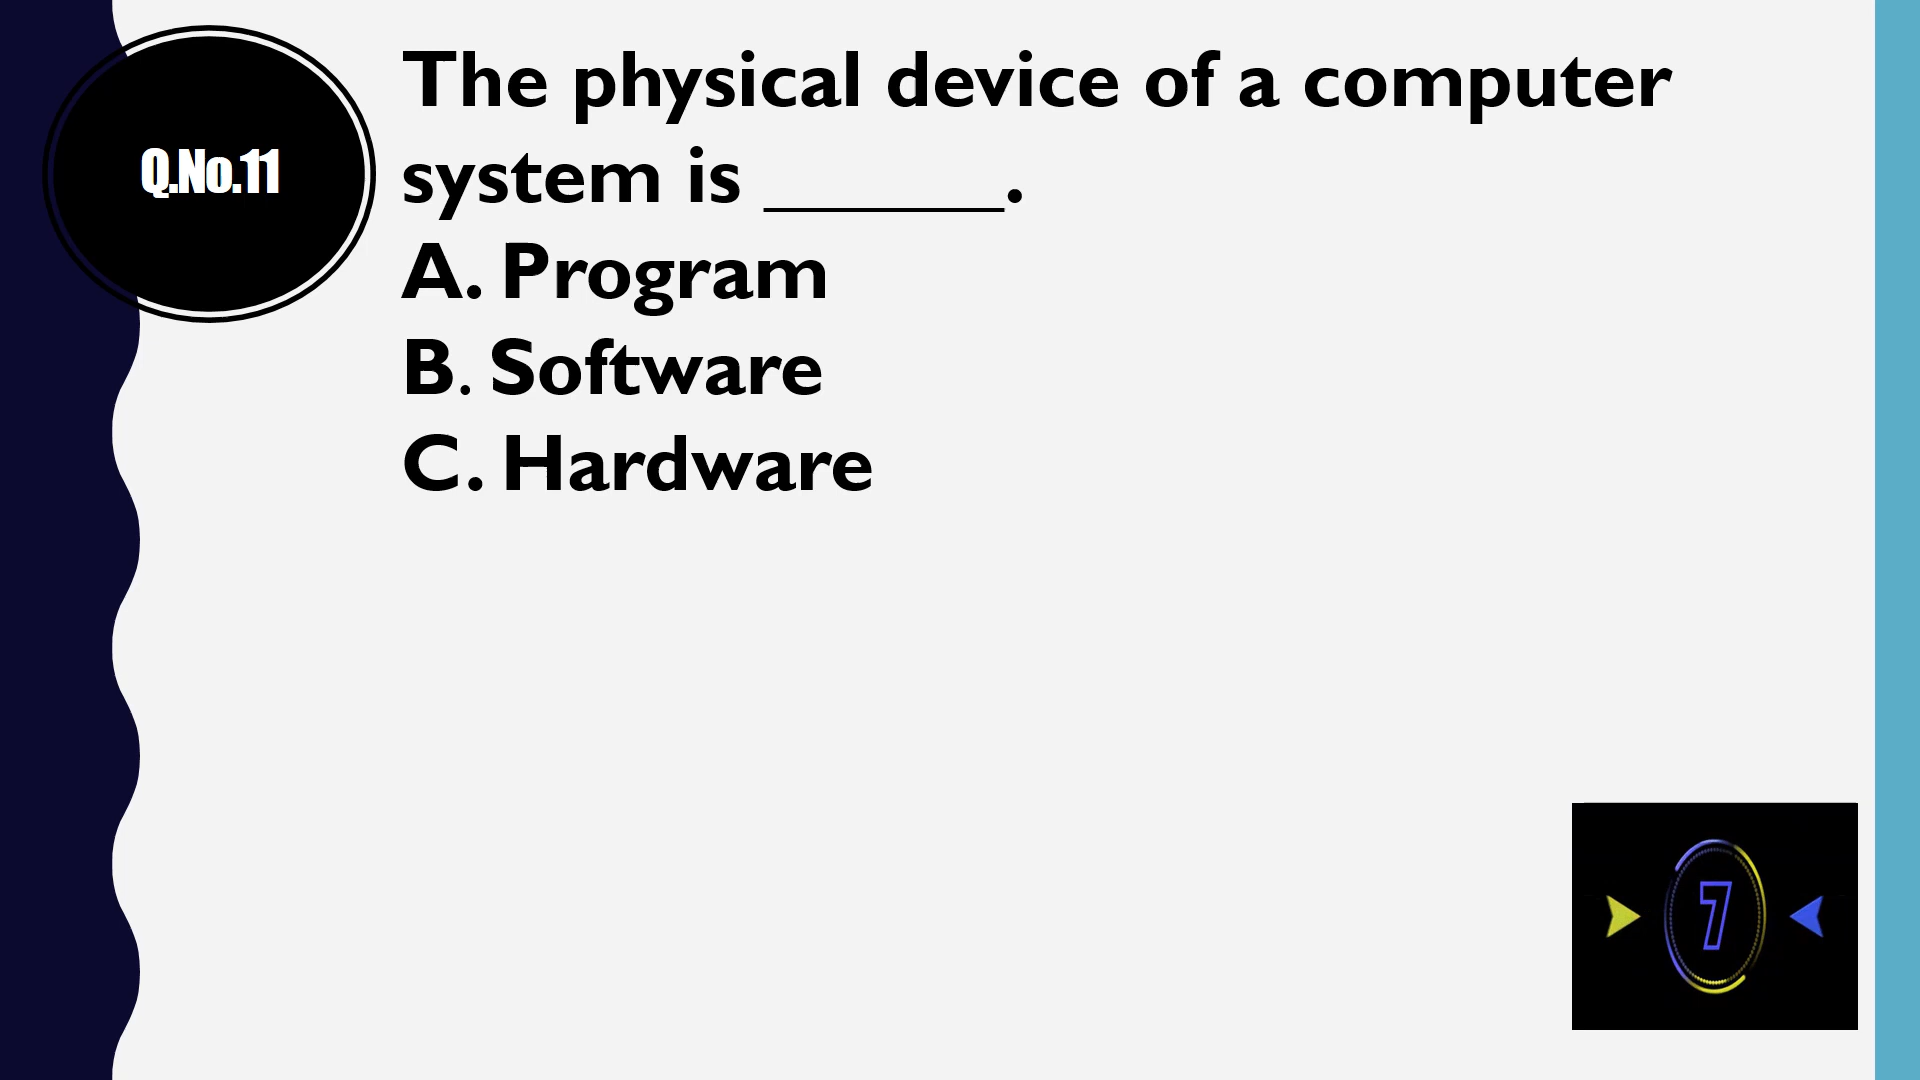 Q.No.11
The physical device of a computer
system is ______.
A. Program
B. Software
C. Hardware
7